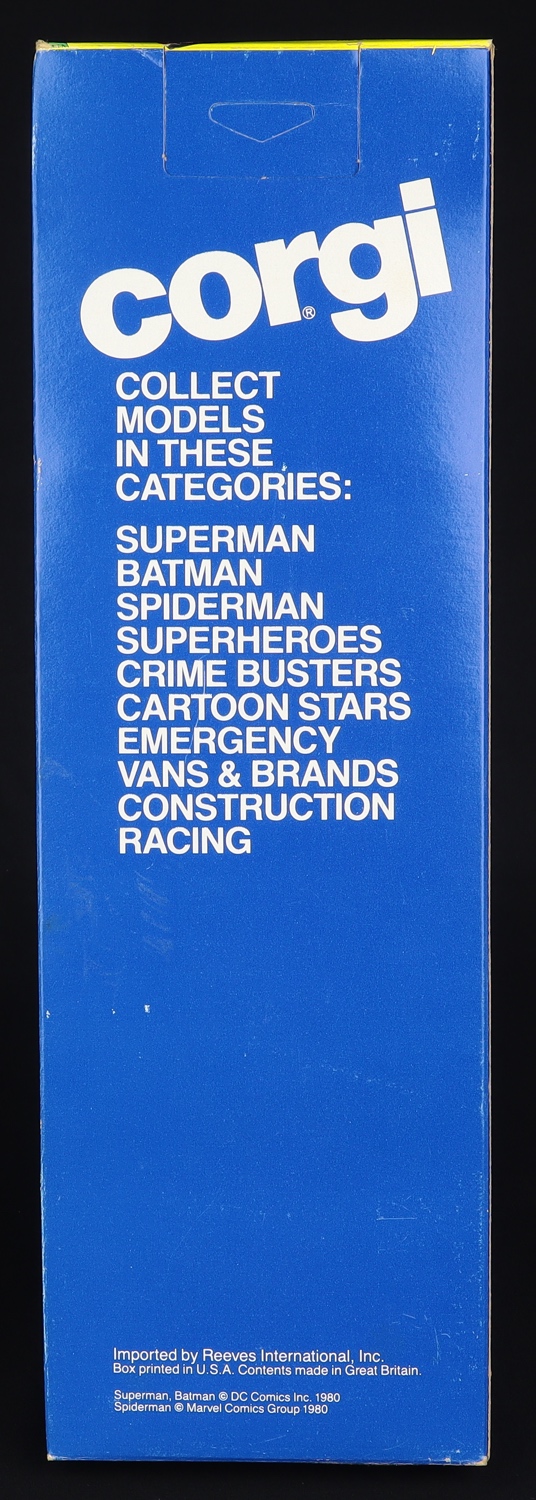 corgi®
COLLECT
MODELS
IN THESE
CATEGORIES:
SUPERMAN
BATMAN
SPIDERMAN
SUPERHEROES
CRIME BUSTERS
CARTOON STARS
EMERGENCY
VANS & BRANDS
CONSTRUCTION
RACING
Imported by Reeves International, Inc.
Box printed in U.S.A. Contents made in Great Britain.
Superman, Batman © DC Comics Inc. 1980
Spiderman © Marvel Comics Group 1980